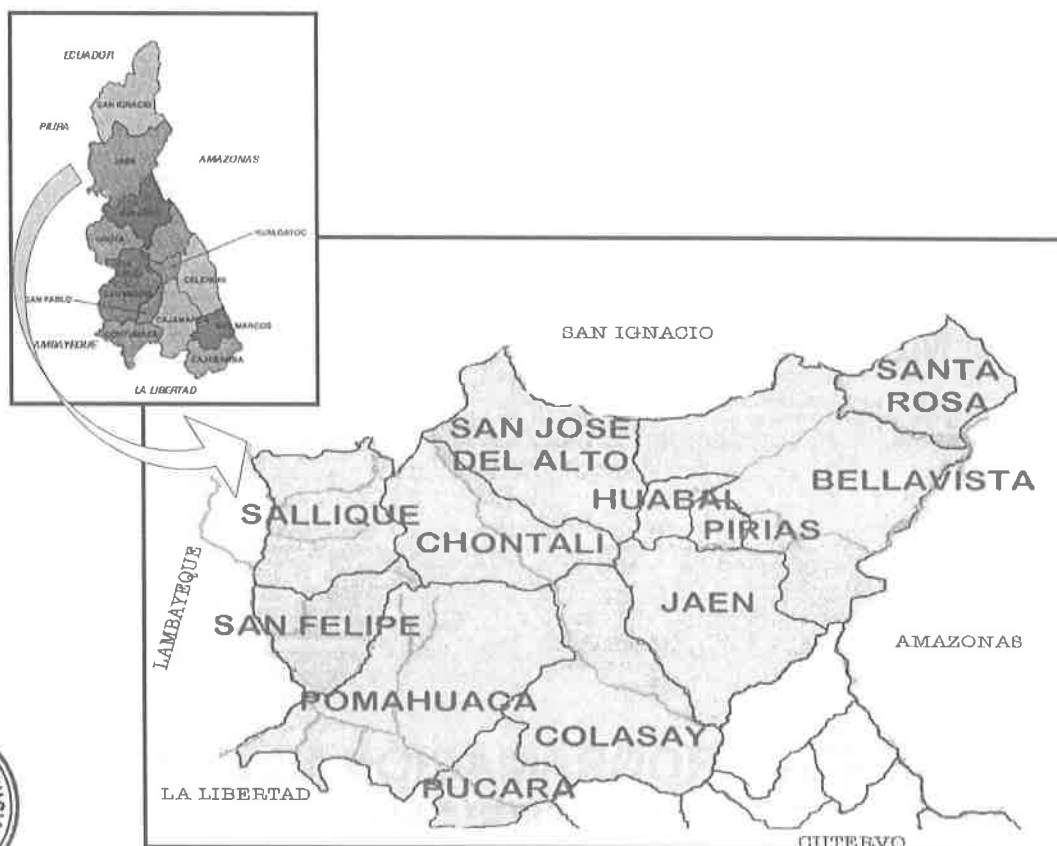 ECUADOR
SAN IGNACIO
PIURA
JAEN
AMAZONAS
HUALGAYOC
CELENDIN
SAN PABLO
CAJAMARCA
SAN MARCOS
CONTUMAZA
AMBAYEQUE
CAJABAMBA
LA LIBERTAD
SAN IGNACIO
SANTA
ROSA
SAN JOSE
DEL ALTO
BELLAVISTA
HUABAL
SALLIQUE
PIRIAS
CHONTALI
LAMBAYEQUE
JAEN
SAN FELIPE
AMAZONAS
POMAHUACA
COLASAY
PUCARA
LA LIBERTAD
CUTERVO